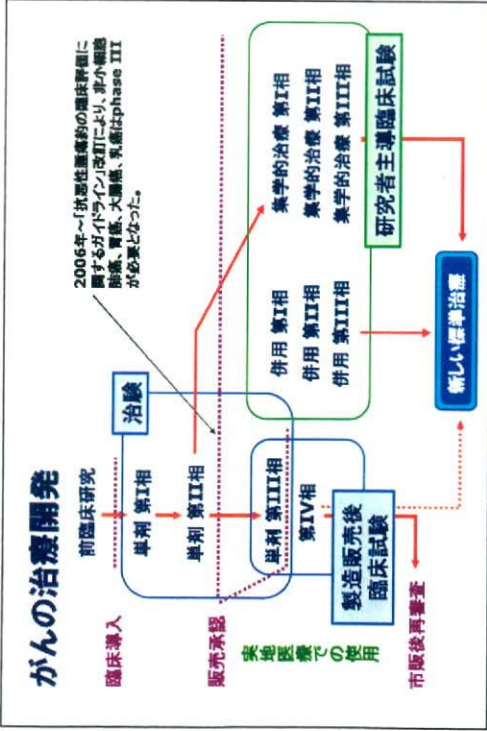 がんの治療開発
2006年～「抗悪性腫瘍薬の臨床評価に
関するガイドライン」改訂により、非小細胞
肺癌、胃癌、大腸癌、乳癌はphase III
が必要となった。
臨床導入
前臨床研究
治験
単剤 第I相
単剤 第II相
販売承認
単剤 第III相
第IV相
製造販売後
臨床試験
実地
医療
での
使用
市販後再審査
併用 第I相
併用 第II相
併用 第III相
集学的治療 第I相
集学的治療 第II相
集学的治療 第III相
研究者主導臨床試験
新しい標準治療